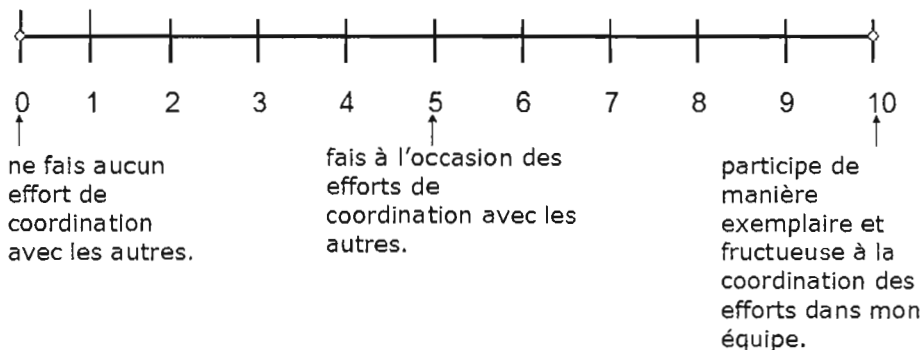 0 1 2 3 4 5 6 7 8 9 10
ne fais aucun
effort de
coordination
avec les autres.
fais à l'occasion des
efforts de
coordination avec les
autres.
participe de
manière
exemplaire et
fructueuse à la
coordination des
efforts dans mon
équipe.